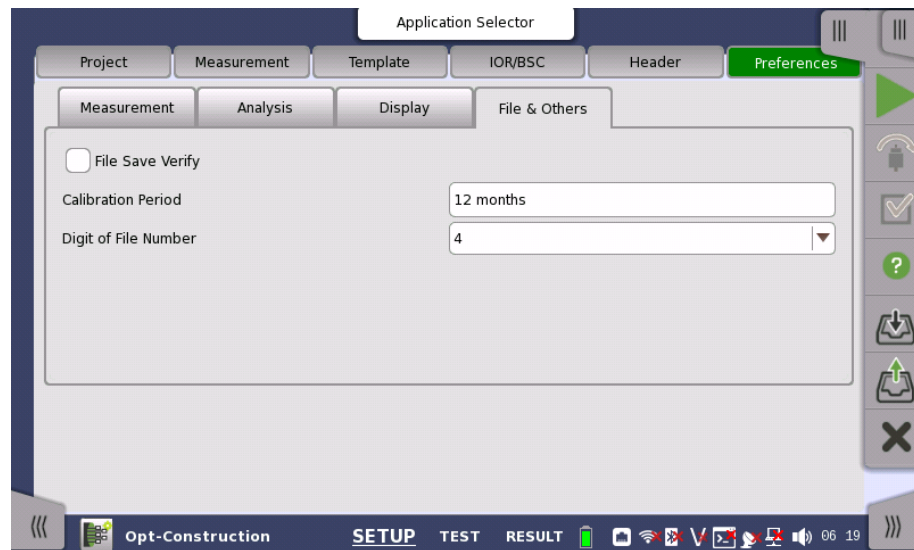 Application Selector
Project Measurement Template IOR/BSC Header Preferences
Measurement Analysis Display File & Others
File Save Verify
Calibration Period 12 months
Digit of File Number 4
Opt-Construction SETUP TEST RESULT 06 19